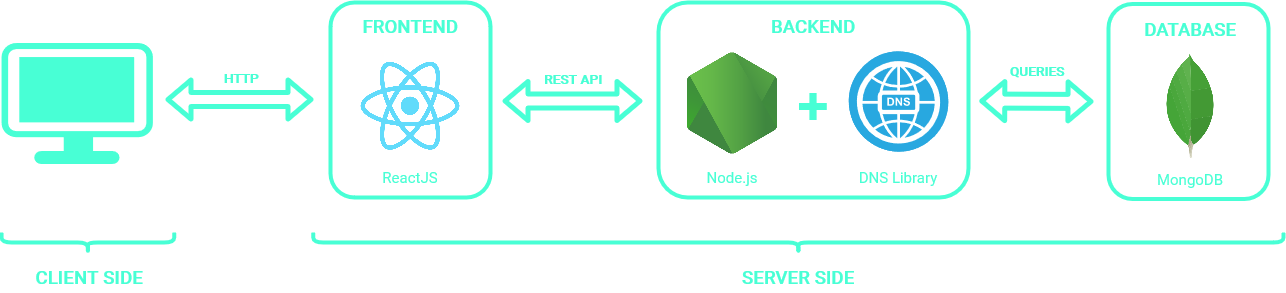 FRONTEND
BACKEND
DATABASE
HTTP
REST API
QUERIES
DNS
ReactJS
Node.js
DNS Library
MongoDB
CLIENT SIDE
SERVER SIDE